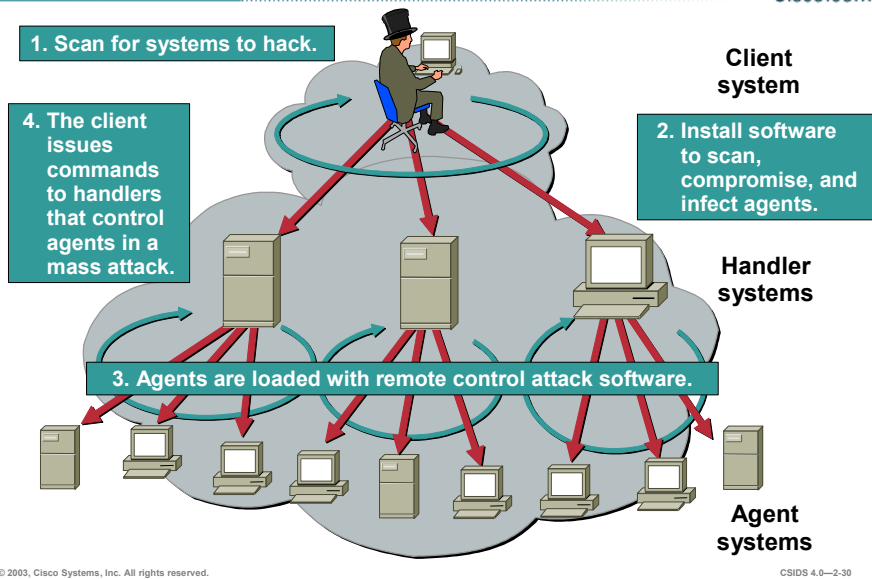 1. Scan for systems to hack.
Client
system
4. The client
issues
commands
to handlers
that control
agents in a
mass attack.
2. Install software
to scan,
compromise, and
infect agents.
Handler
systems
3. Agents are loaded with remote control attack software.
Agent
systems
© 2003, Cisco Systems, Inc. All rights reserved.
CSIDS 4.0—2-30